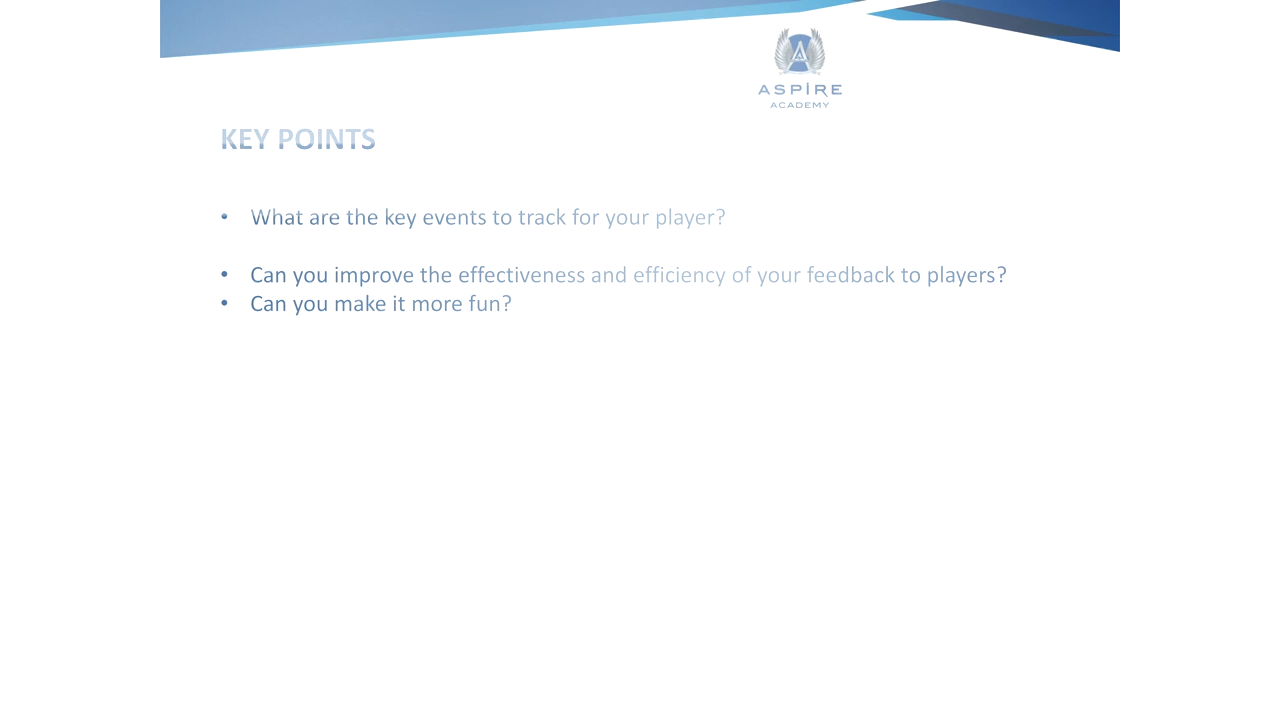 ASPIRE
ACADEMY
KEY POINTS
• What are the key events to track for your player?
• Can you improve the effectiveness and efficiency of your feedback to players?
• Can you make it more fun?